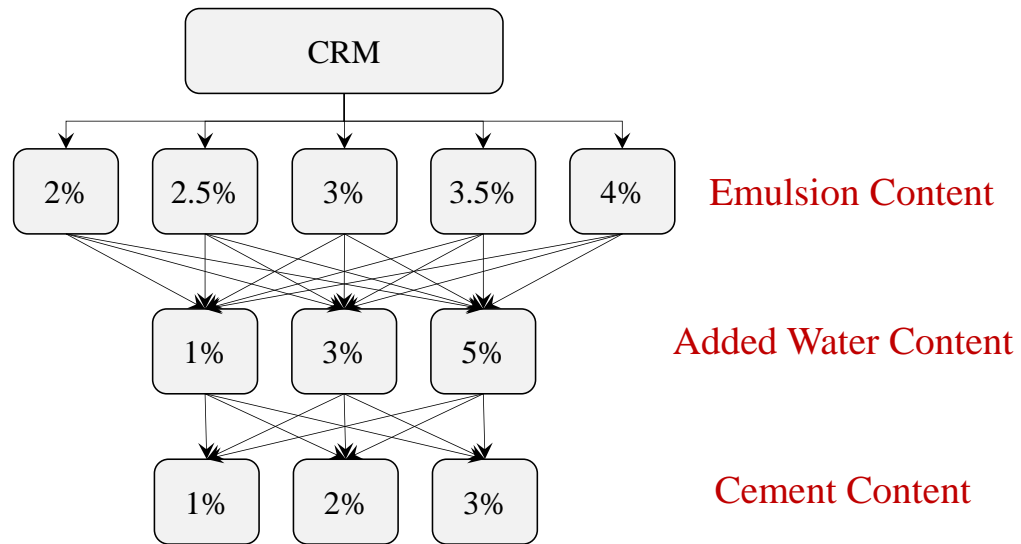 CRM
2%
2.5%
3%
3.5%
4%
Emulsion Content
1%
3%
5%
Added Water Content
1%
2%
3%
Cement Content